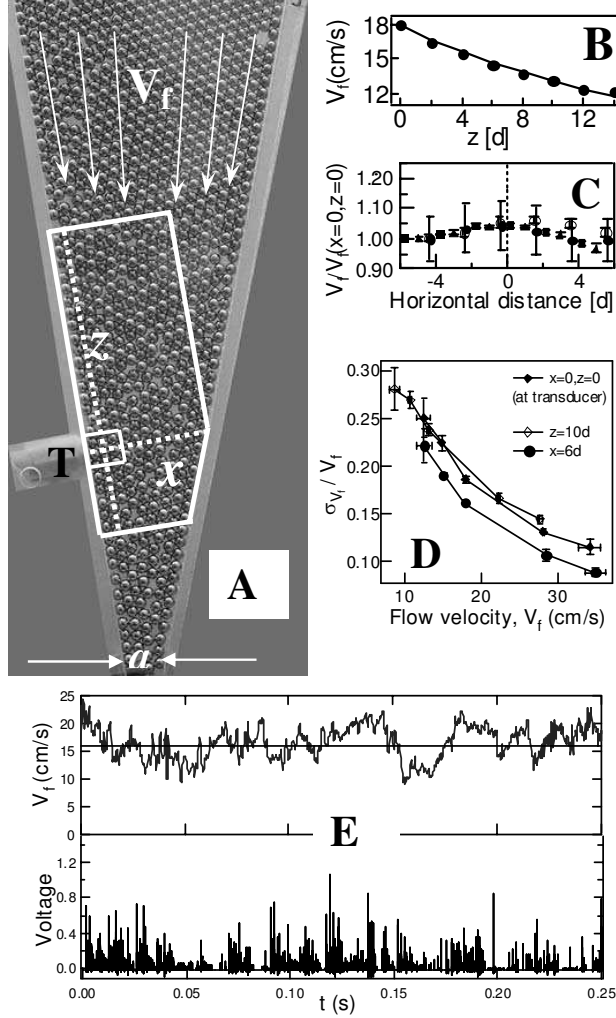 V_f
z
T
x
A
a
V_f(cm/s)
18
15
12
0
4
8
12
z [d]
B
V_f/V_f(x=0,z=0)
1.20
1.10
1.00
0.90
-4
0
4
Horizontal distance [d]
C
σ_{V_f} / V_f
0.30
0.25
0.20
0.15
0.10
10
20
30
Flow velocity, V_f (cm/s)
x=0,z=0
(at transducer)
z=10d
x=6d
D
V_f (cm/s)
25
20
15
10
5
0
E
Voltage
1.2
0.8
0.4
0.0
0.00
0.05
0.10
0.15
0.20
0.25
t (s)